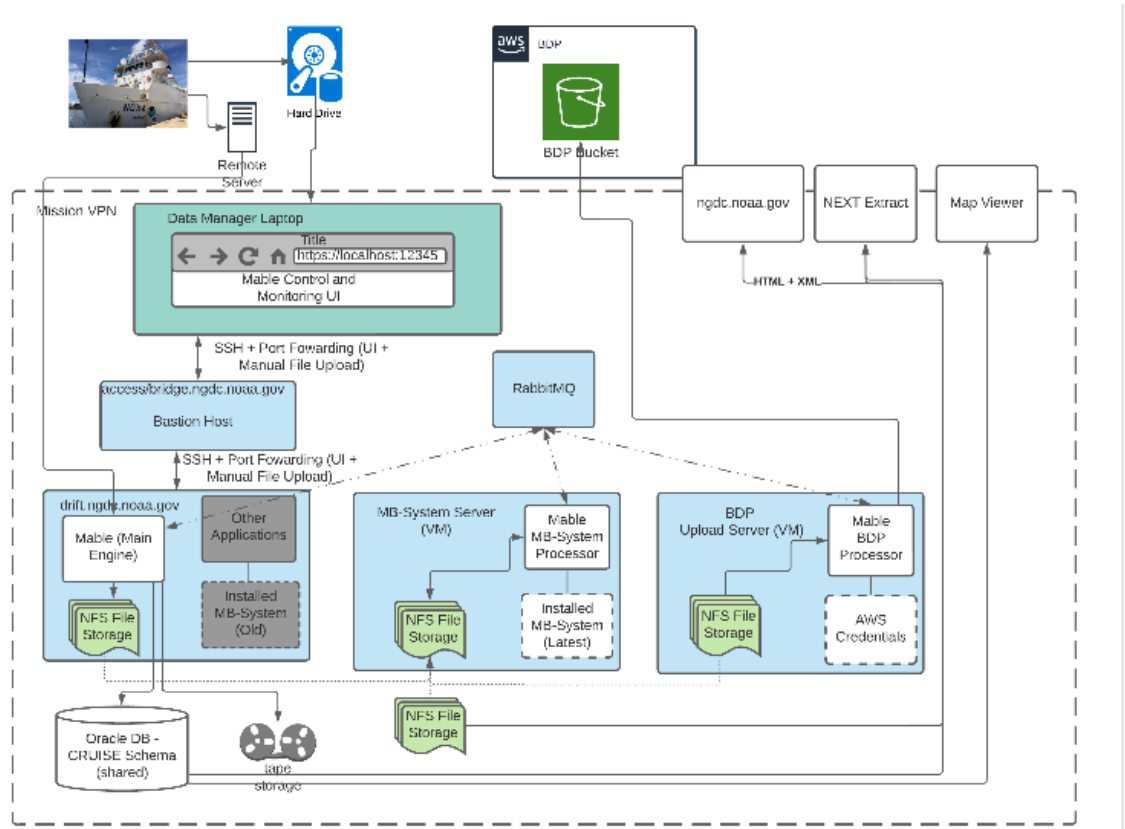 NOAA
Hard Drive
Remote
Server
aws
BDP
BDP Bucket
ngdc.noaa.gov
NEXT Extract
Map Viewer
Mission VPN
Data Manager Laptop
Title
https://localhost:12345
Mable Control and
Monitoring UI
HTML + XML
SSH + Port Fowarding (UI +
Manual File Upload)
access/bridge.ngdc.noaa.gov
Bastion Host
RabbitMQ
SSH + Port Fowarding (UI +
Manual File Upload)
drift.ngdc.noaa.gov
Mable (Main
Engine)
Other
Applications
NFS File
Storage
Installed
MB-System
(Old)
MB-System Server
(VM)
Mable
MB-System
Processor
NFS File
Storage
Installed
MB-System
(Latest)
BDP
Upload Server (VM)
Mable
BDP
Processor
NFS File
Storage
AWS
Credentials
NFS File
Storage
Oracle DB -
CRUISE Schema
(shared)
tape
storage